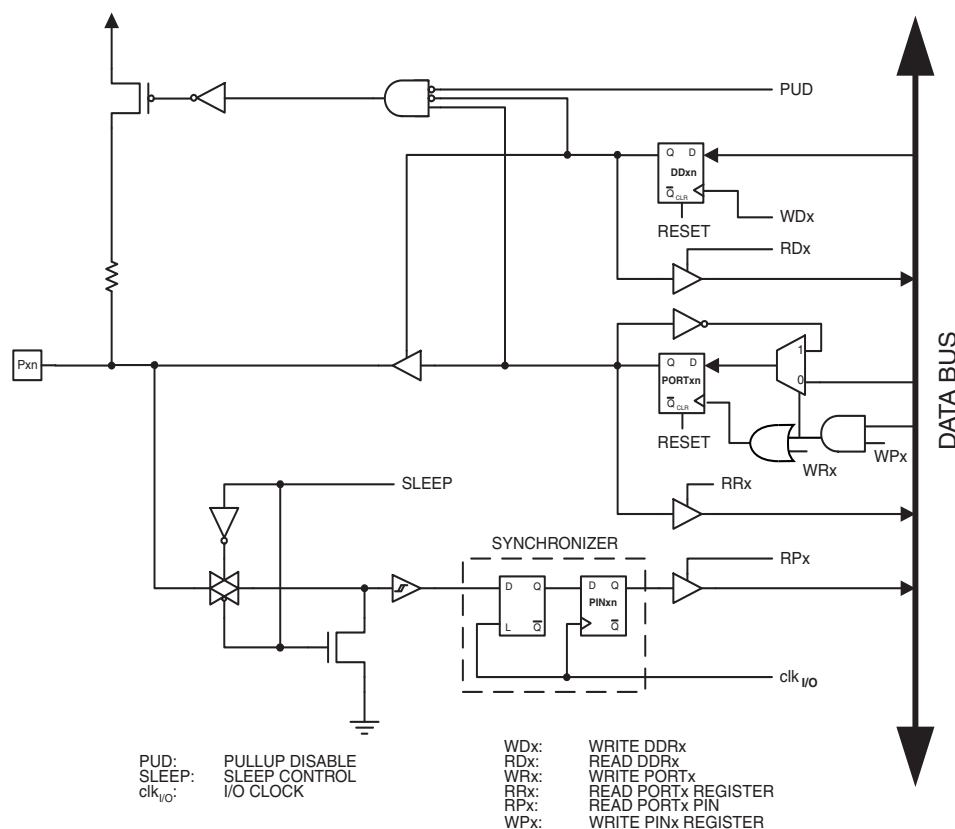 PUD
Q D
DDxn
Q CLR
WDx
RESET
RDx
Pxn
1
Q D
PORTxn
0
Q CLR
RESET
WRx
WPx
DATA BUS
SLEEP
RRx
SYNCHRONIZER
RPx
D Q
D Q
PINxn
L Q
Q
clk I/O
PUD: PULLUP DISABLE
SLEEP: SLEEP CONTROL
clkI/O: I/O CLOCK
WDx: WRITE DDRx
RDx: READ DDRx
WRx: WRITE PORTx
RRx: READ PORTx REGISTER
RPx: READ PORTx PIN
WPx: WRITE PINx REGISTER